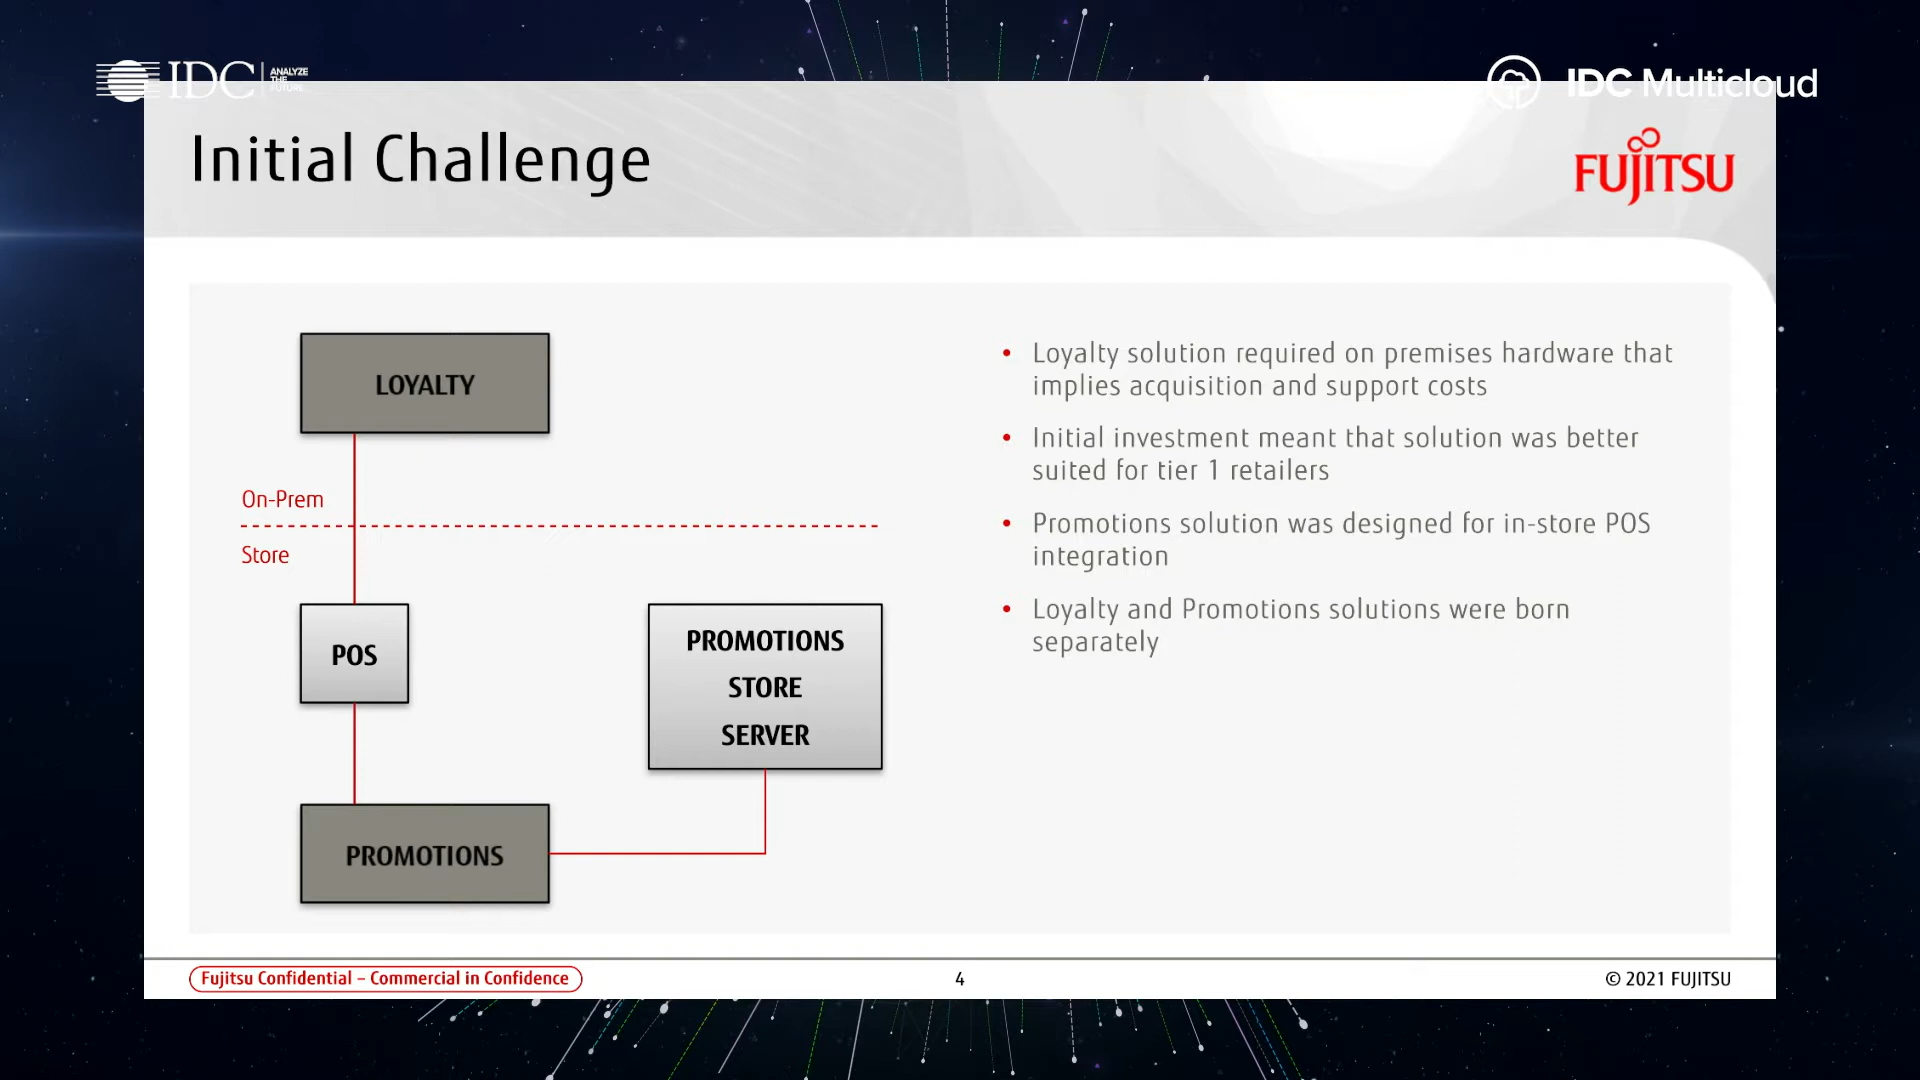 IDC ANALYZE THE FUTURE
IDC Multicloud
Initial Challenge
FUJITSU
LOYALTY
On-Prem
Store
POS
PROMOTIONS
STORE
SERVER
PROMOTIONS
• Loyalty solution required on premises hardware that
implies acquisition and support costs
• Initial investment meant that solution was better
suited for tier 1 retailers
• Promotions solution was designed for in-store POS
integration
• Loyalty and Promotions solutions were born
separately
Fujitsu Confidential – Commercial in Confidence
4
© 2021 FUJITSU